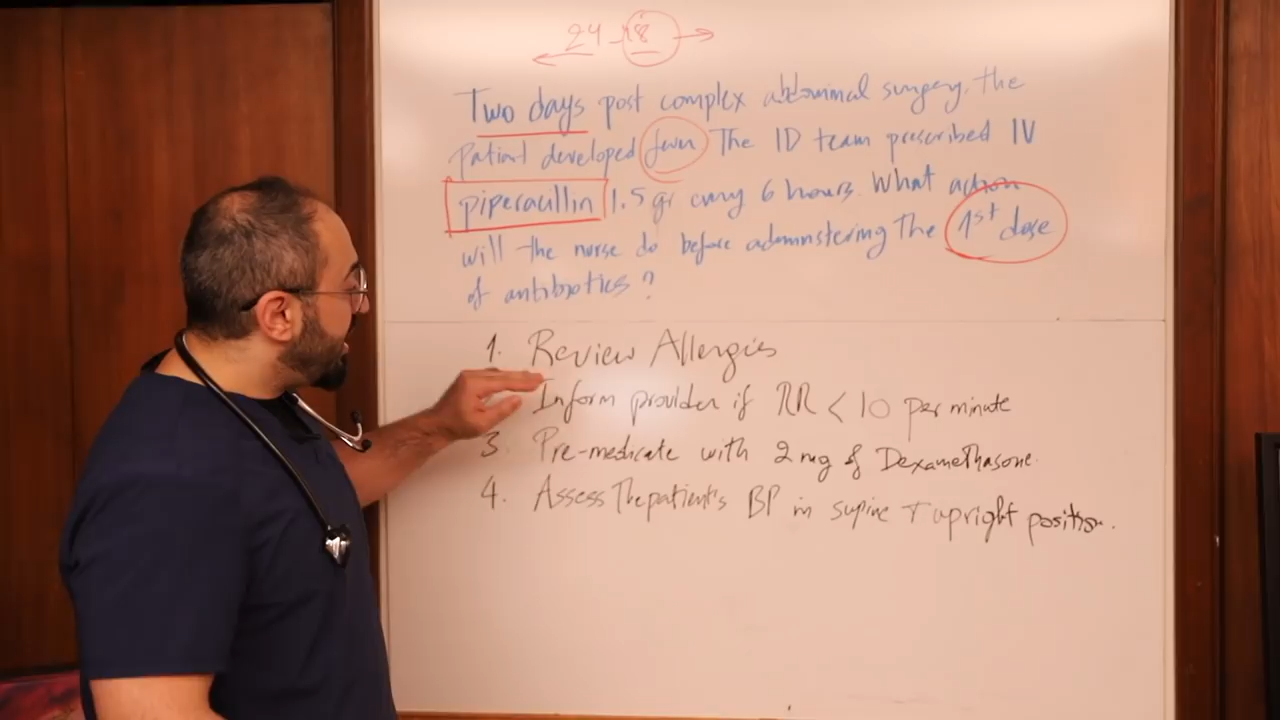 24 - 48
Two days post complex abdominal surgery, the
patient developed fever The ID team prescribed IV
piperacillin 1.5 gr every 6 hours. What action
will the nurse do before adminstering the 1st dose
of antibiotics?
1. Review Allergies
Inform provider if RR < 10 per minute
3. Pre-medicate with 2 mg of Dexamethasone.
4. Assess The patient's BP in supine + upright position.